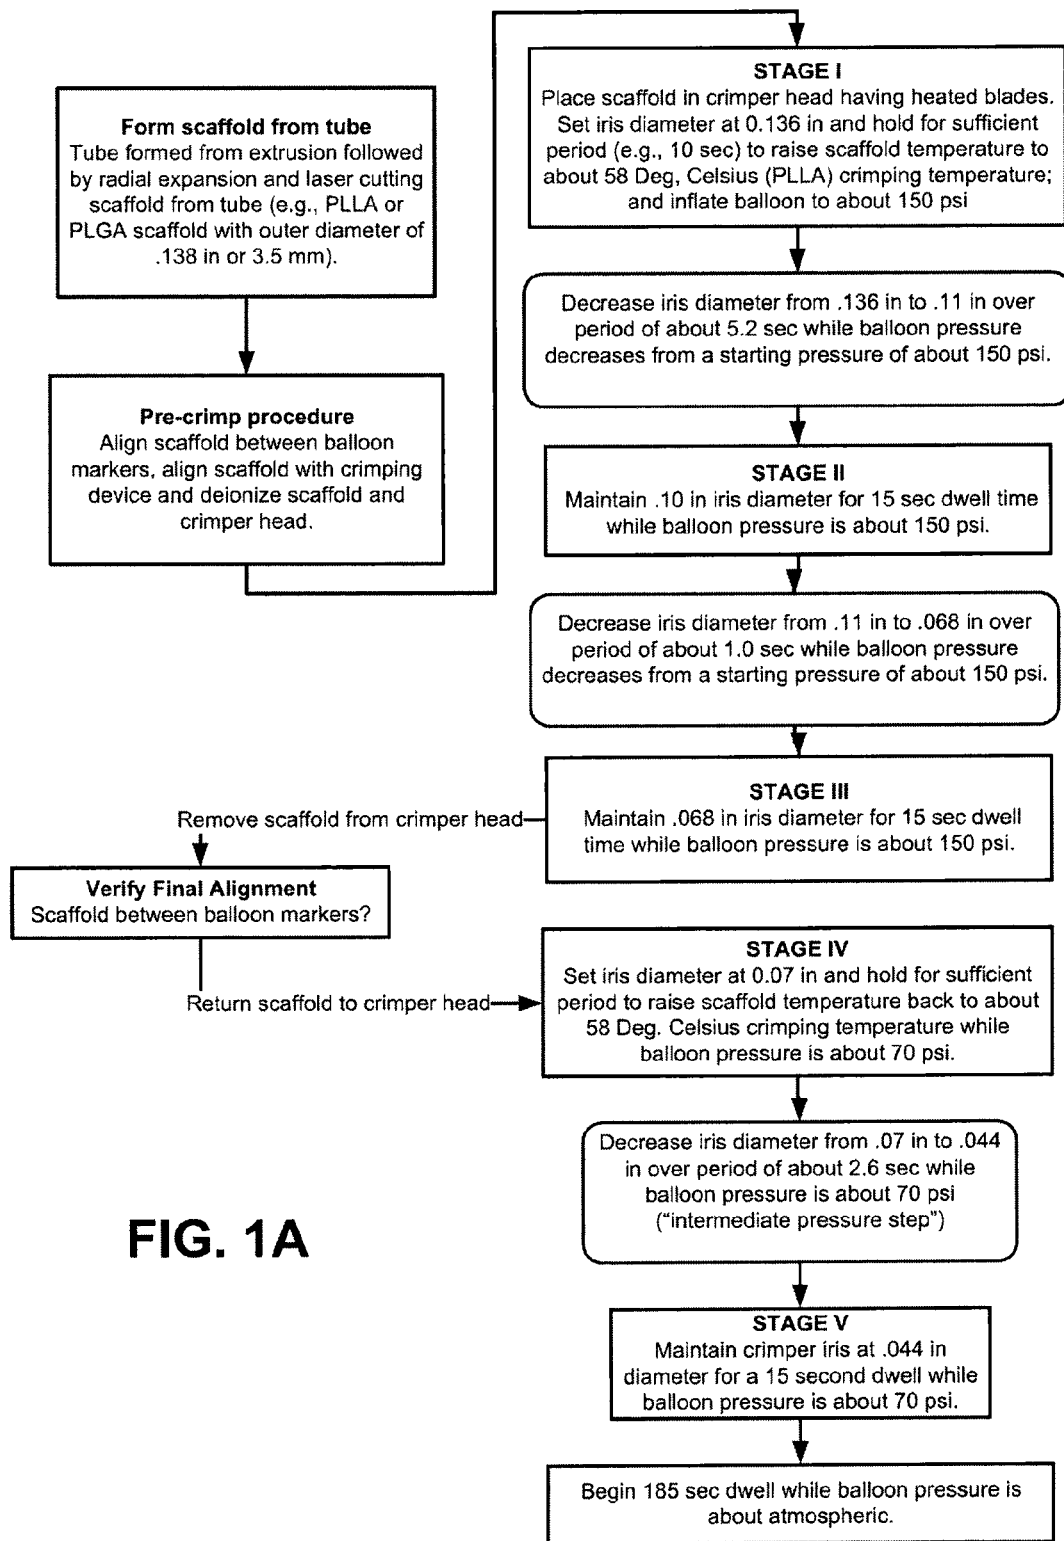 Form scaffold from tube
Tube formed from extrusion followed
by radial expansion and laser cutting
scaffold from tube (e.g., PLLA or
PLGA scaffold with outer diameter of
.138 in or 3.5 mm).
Pre-crimp procedure
Align scaffold between balloon
markers, align scaffold with crimping
device and deionize scaffold and
crimper head.
STAGE I
Place scaffold in crimper head having heated blades.
Set iris diameter at 0.136 in and hold for sufficient
period (e.g., 10 sec) to raise scaffold temperature to
about 58 Deg, Celsius (PLLA) crimping temperature;
and inflate balloon to about 150 psi
Decrease iris diameter from .136 in to .11 in over
period of about 5.2 sec while balloon pressure
decreases from a starting pressure of about 150 psi.
STAGE II
Maintain .10 in iris diameter for 15 sec dwell time
while balloon pressure is about 150 psi.
Decrease iris diameter from .11 in to .068 in over
period of about 1.0 sec while balloon pressure
decreases from a starting pressure of about 150 psi.
STAGE III
Maintain .068 in iris diameter for 15 sec dwell
time while balloon pressure is about 150 psi.
Remove scaffold from crimper head
Verify Final Alignment
Scaffold between balloon markers?
Return scaffold to crimper head
STAGE IV
Set iris diameter at 0.07 in and hold for sufficient
period to raise scaffold temperature back to about
58 Deg. Celsius crimping temperature while
balloon pressure is about 70 psi.
Decrease iris diameter from .07 in to .044
in over period of about 2.6 sec while
balloon pressure is about 70 psi
("intermediate pressure step")
STAGE V
Maintain crimper iris at .044 in
diameter for a 15 second dwell while
balloon pressure is about 70 psi.
Begin 185 sec dwell while balloon pressure is
about atmospheric.
FIG. 1A